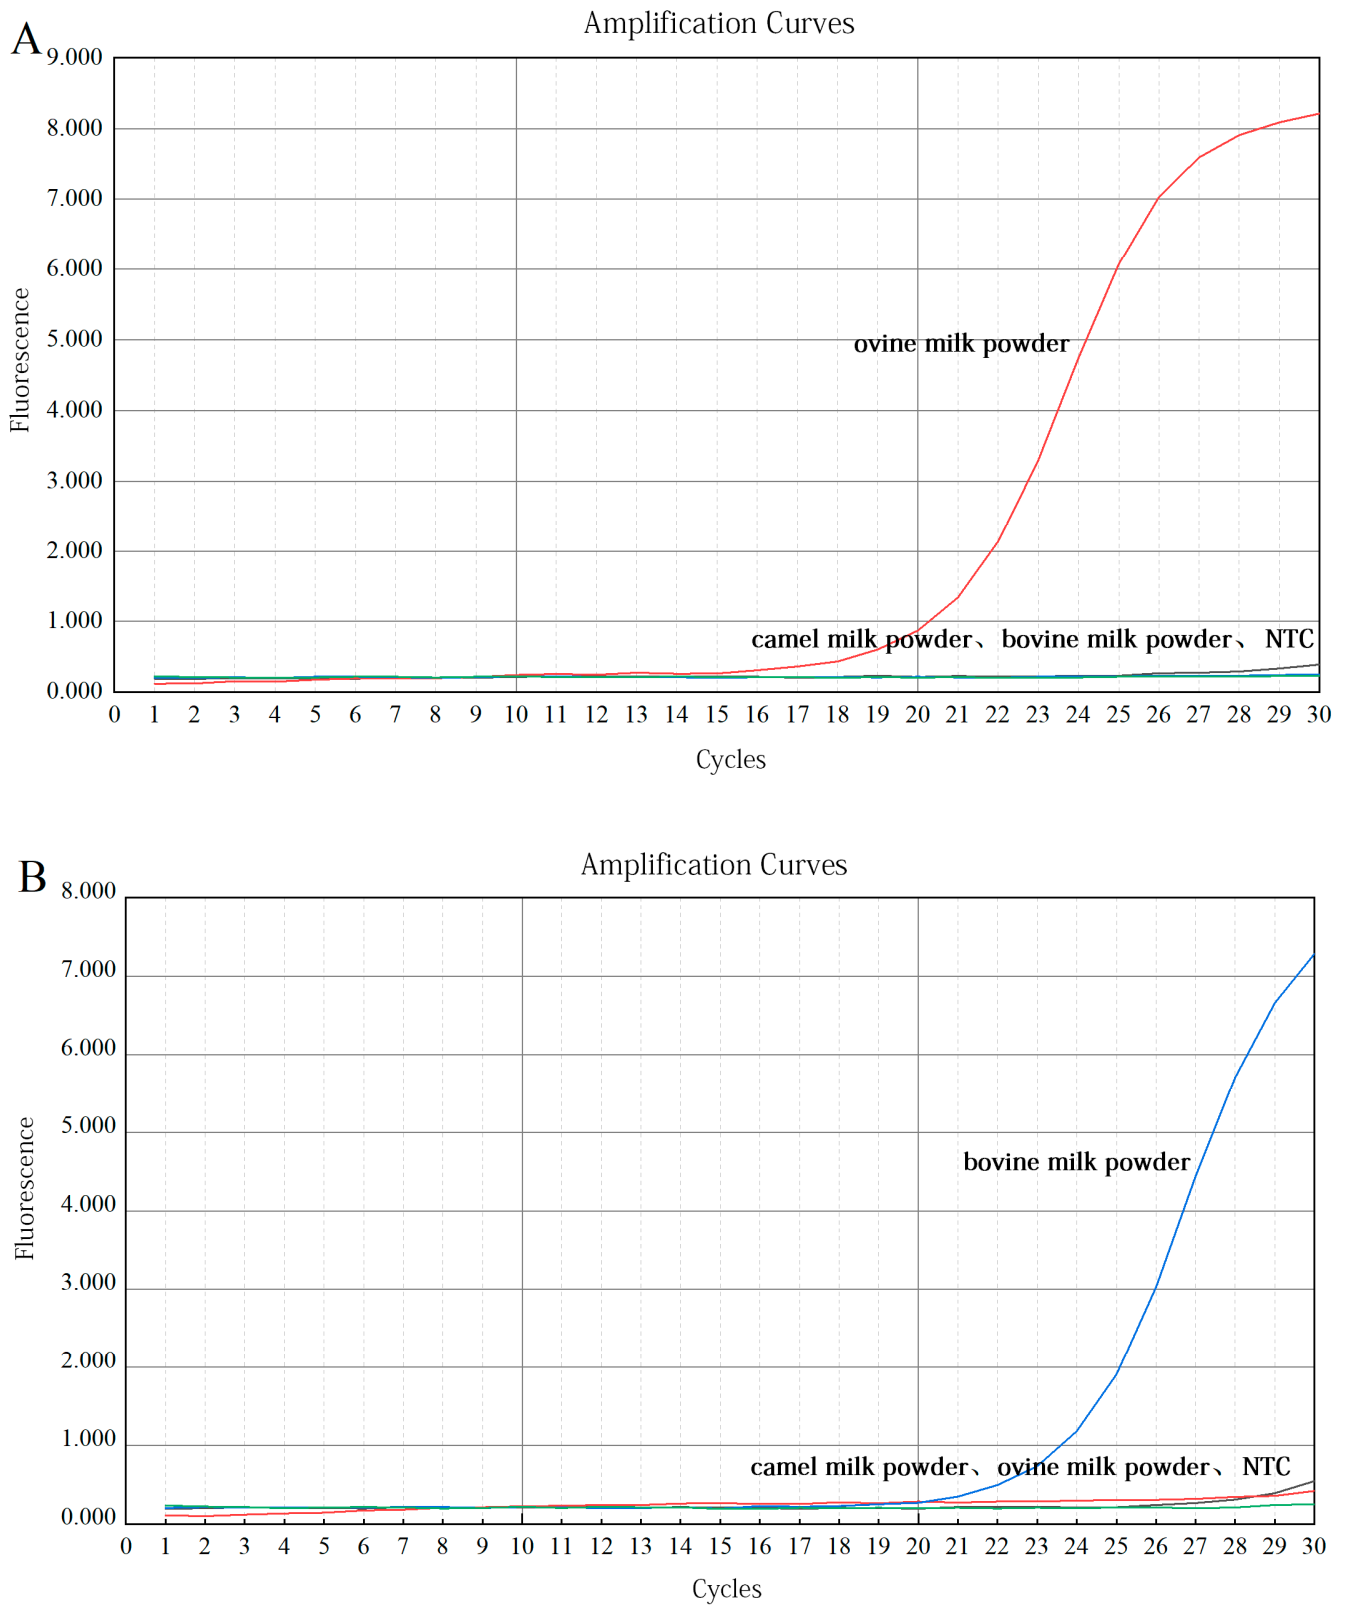 A
Amplification Curves
9.000
8.000
7.000
6.000
5.000
4.000
3.000
2.000
1.000
0.000
Fluorescence
ovine milk powder
camel milk powder、bovine milk powder、NTC
0 1 2 3 4 5 6 7 8 9 10 11 12 13 14 15 16 17 18 19 20 21 22 23 24 25 26 27 28 29 30
Cycles
B
Amplification Curves
8.000
7.000
6.000
5.000
4.000
3.000
2.000
1.000
0.000
Fluorescence
bovine milk powder
camel milk powder、ovine milk powder、NTC
0 1 2 3 4 5 6 7 8 9 10 11 12 13 14 15 16 17 18 19 20 21 22 23 24 25 26 27 28 29 30
Cycles